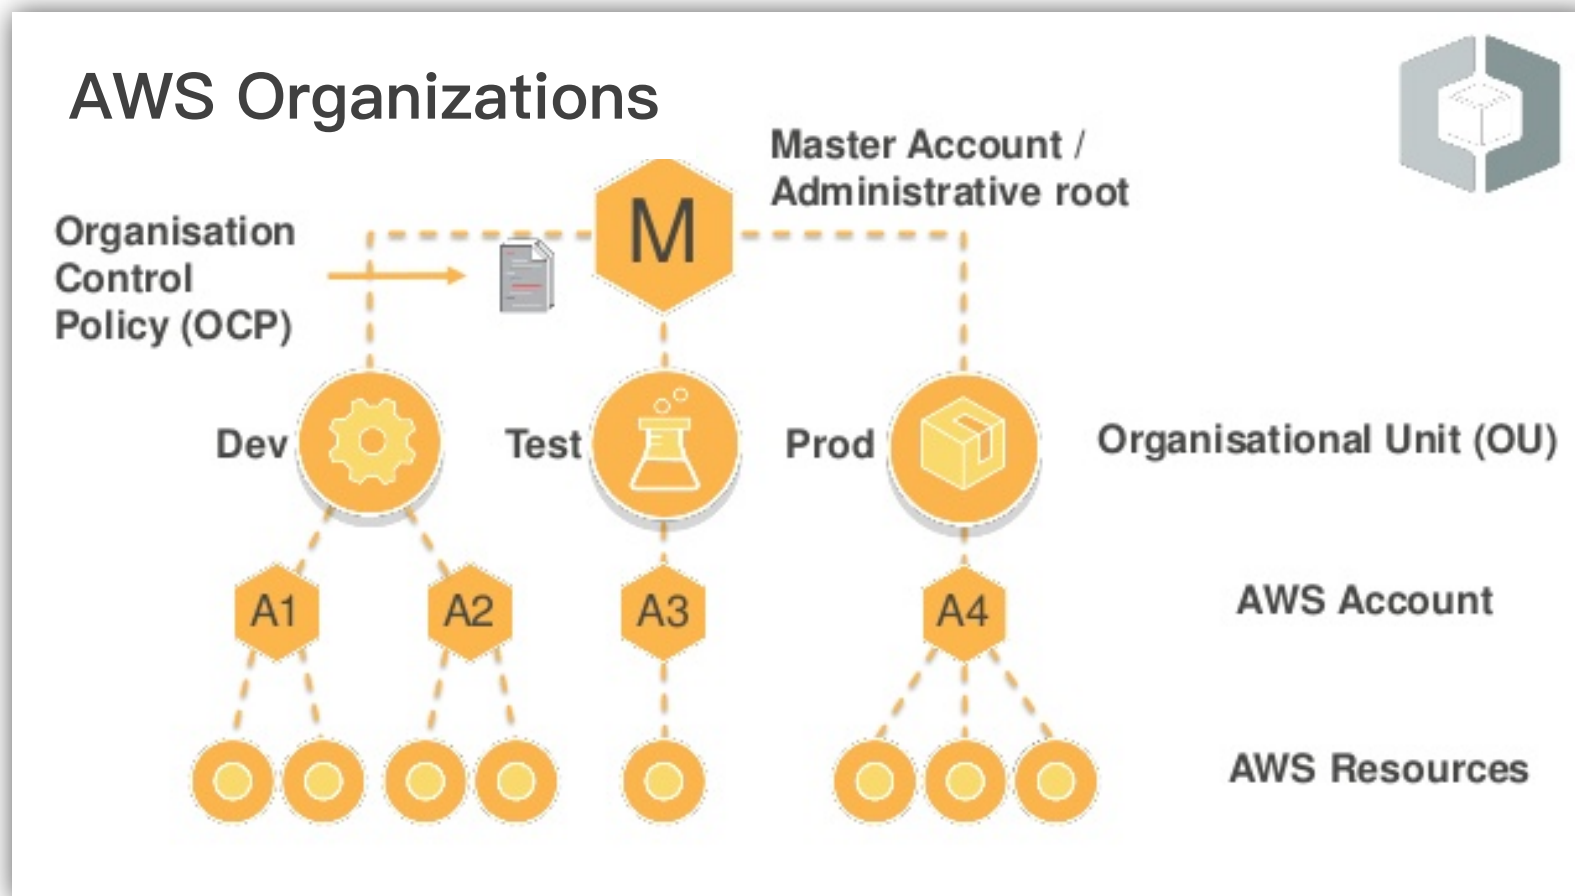 AWS Organizations
Master Account /
Administrative root
Organisation
Control
Policy (OCP)
M
Dev
Test
Prod
Organisational Unit (OU)
A1
A2
A3
A4
AWS Account
AWS Resources